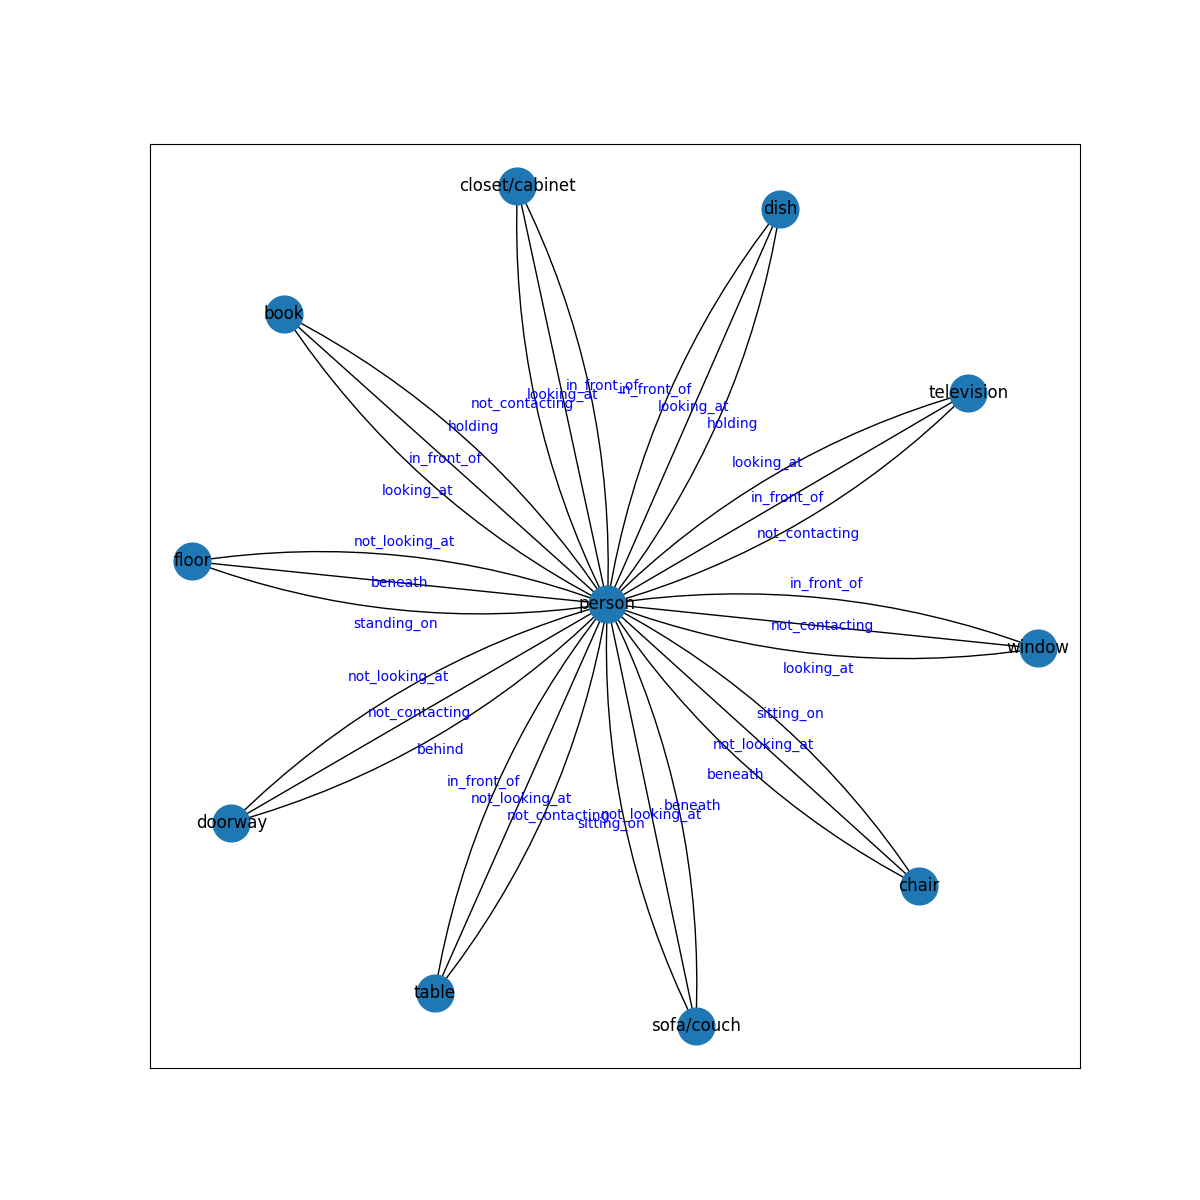 closet/cabinet
dish
book
television
in_front_of
in_front_of
looking_at
not_contacting
looking_at
holding
holding
in_front_of
looking_at
looking_at
in_front_of
not_contacting
not_looking_at
floor
beneath
in_front_of
person
standing_on
not_contacting
window
looking_at
not_looking_at
not_contacting
sitting_on
behind
not_looking_at
beneath
in_front_of
not_looking_at
not_contacting
beneath
not_looking_at
sitting_on
doorway
chair
table
sofa/couch